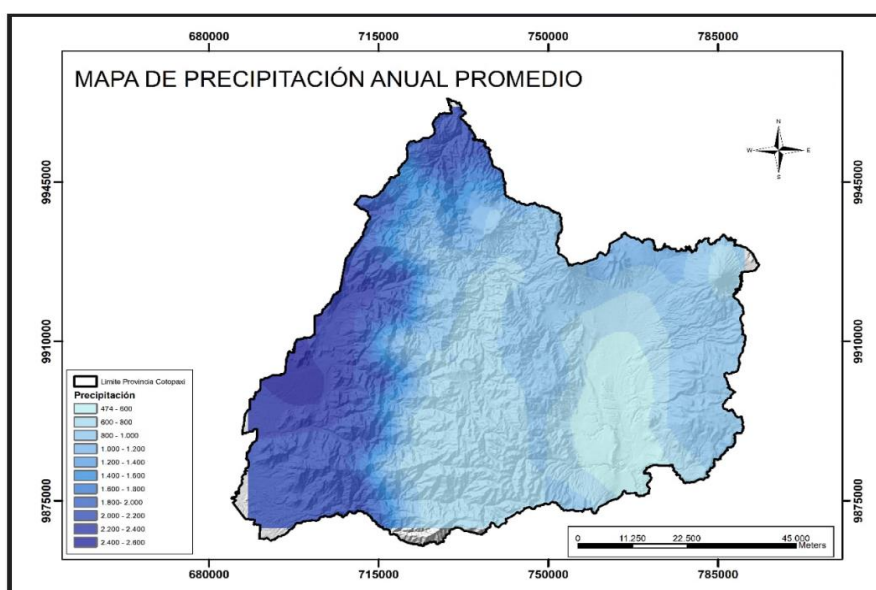 680000 715000 750000 785000
MAPA DE PRECIPITACIÓN ANUAL PROMEDIO
N
W E
S
9945000 9945000
9910000 9910000
9875000 9875000
Límite Provincia Cotopaxi
Precipitación
474 - 600
600 - 800
800 - 1.000
1.000 - 1.200
1.200 - 1.400
1.400 - 1.600
1.600 - 1.800
1.800- 2.000
2.000 - 2.200
2.200 - 2.400
2.400 - 2.600
0 11.250 22.500 45.000
Meters
680000 715000 750000 785000